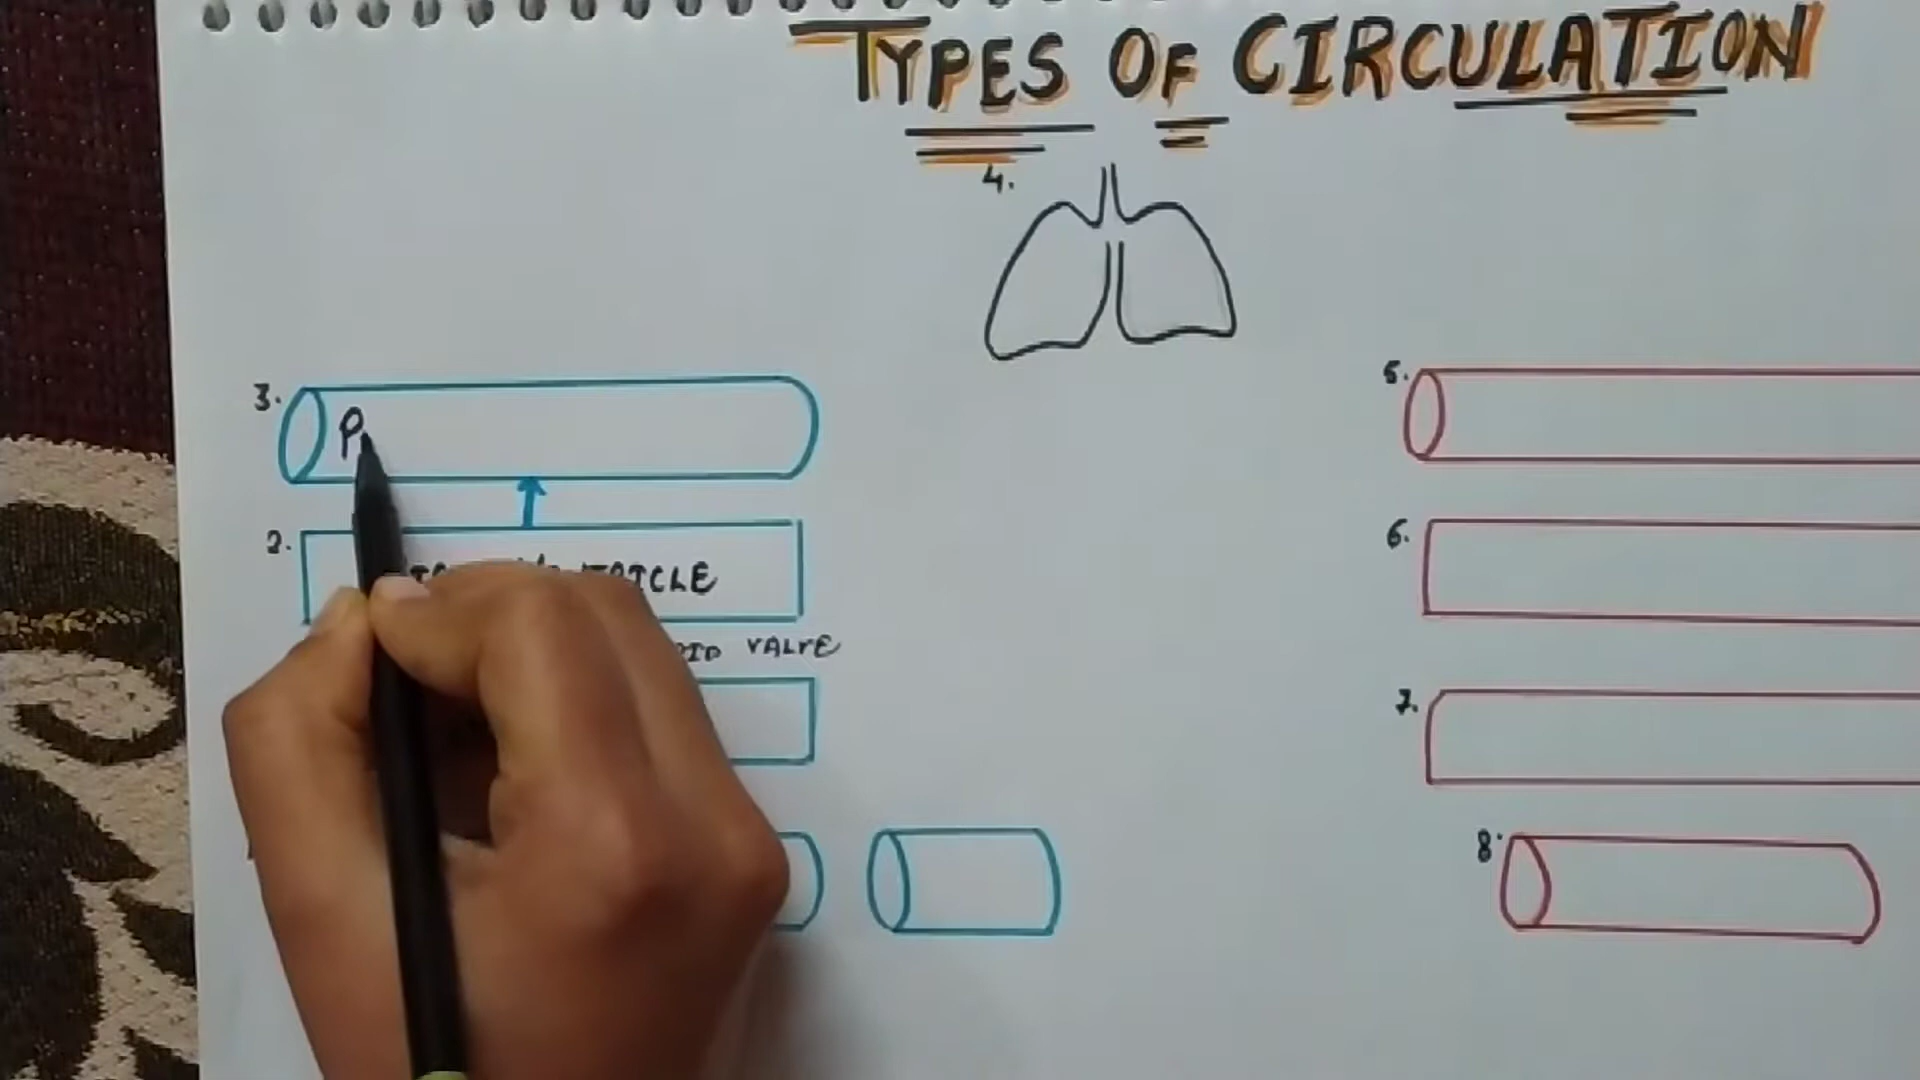 TYPES OF CIRCULATION
4.
3.
P
5.
2.
6.
VALVE
7.
8.